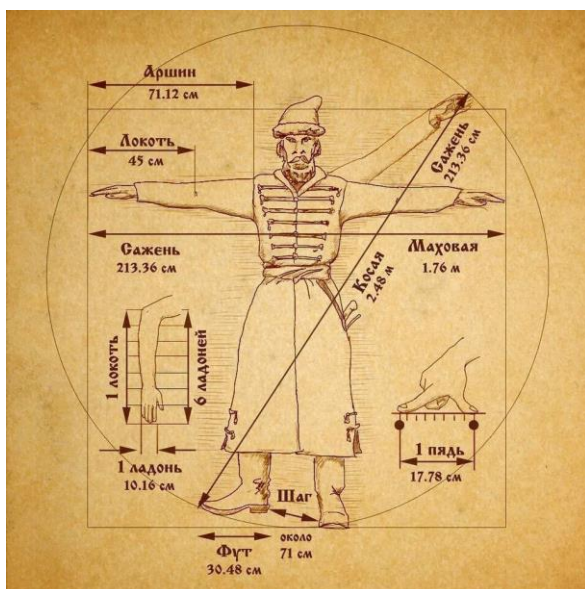 Аршин
71.12 см
Локоть
45 см
Сажень
213.36 см
Сажень
213.36 см
Маховая
1.76 м
Косая
2.48 м
1 локоть
6 ладоней
1 ладонь
10.16 см
1 пядь
17.78 см
Шаг
около
71 см
Фут
30.48 см